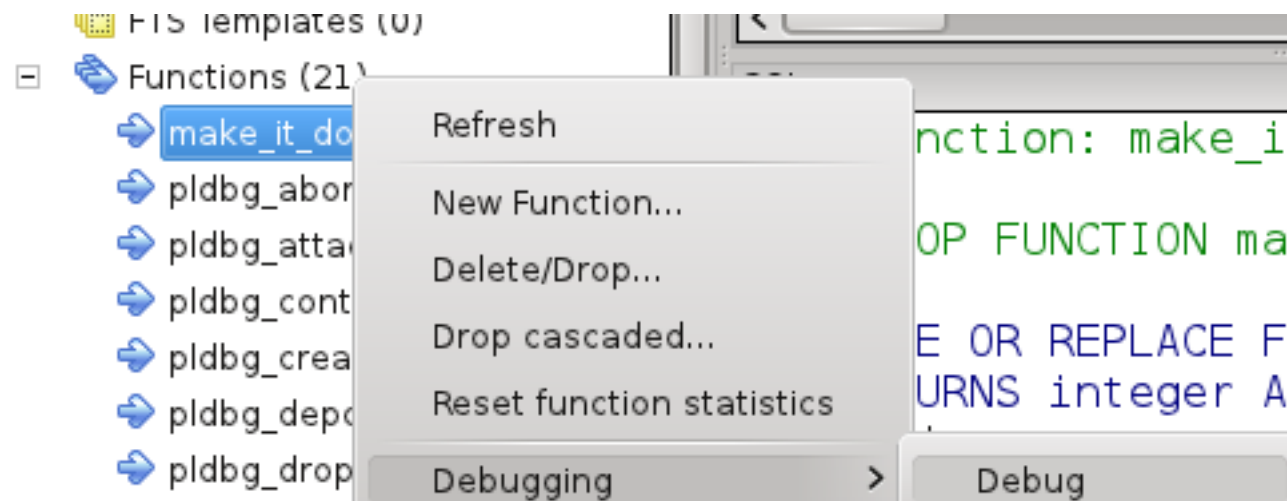 FTS Templates (0)
Functions (21)
make_it_do
pldbg_abor
pldbg_attac
pldbg_cont
pldbg_crea
pldbg_depo
pldbg_drop
Refresh
New Function...
Delete/Drop...
Drop cascaded...
Reset function statistics
Debugging
Debug
nction: make_i
OP FUNCTION ma
E OR REPLACE F
URNS integer A